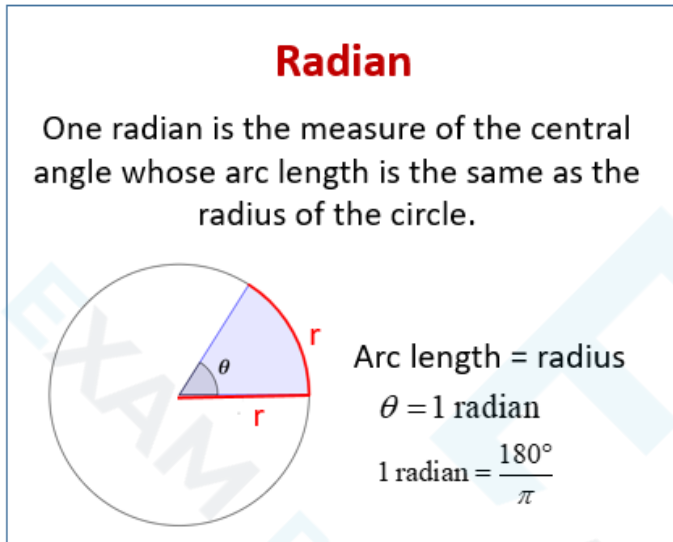 Radian
One radian is the measure of the central
angle whose arc length is the same as the
radius of the circle.
r
θ
r
Arc length = radius
θ = 1 radian
1 radian = 180° / π
EXAM